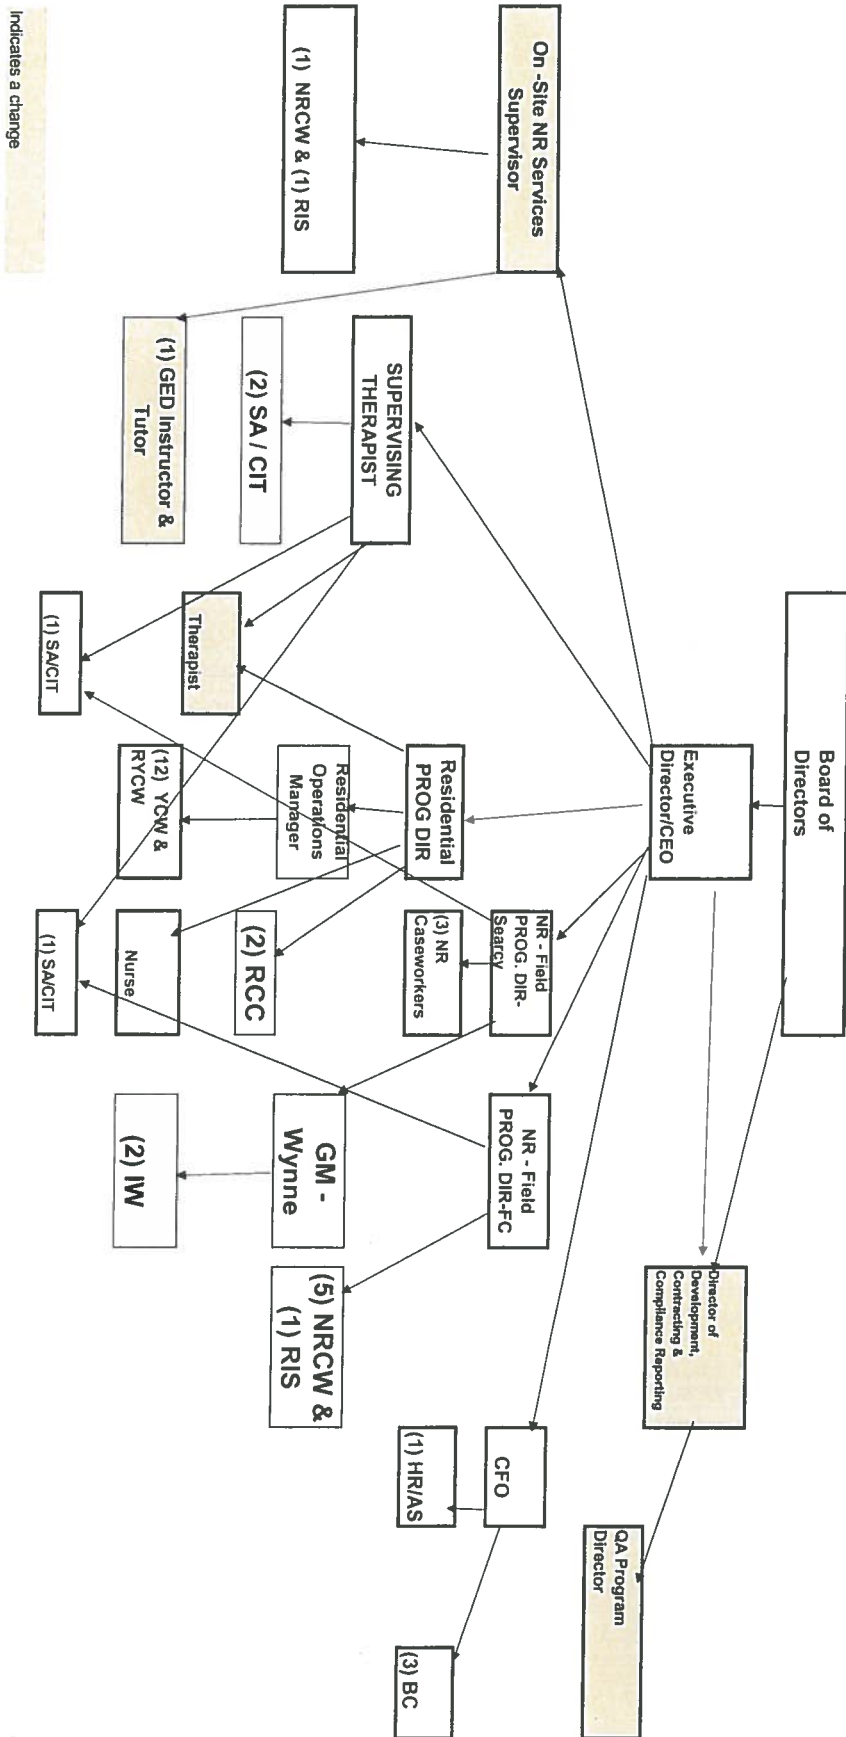 Board of
Directors
Executive
Director/CEO
Director of
Development,
Contracting &
Compliance Reporting
QA Program
Director
On -Site NR Services
Supervisor
(1) NRCW & (1) RIS
(1) GED Instructor &
Tutor
SUPERVISING
THERAPIST
(2) SA / CIT
Therapist
(1) SA/CIT
Residential
PROG DIR
Residential
Operations
Manager
(12) YCW &
RYCW
(2) RCC
Nurse
(1) SA/CIT
NR - Field
PROG. DIR-
Searcy
(3) NR
Caseworkers
GM -
Wynne
(2) IW
NR - Field
PROG. DIR-FC
(5) NRCW &
(1) RIS
CFO
(1) HR/AS
(3) BC
Indicates a change